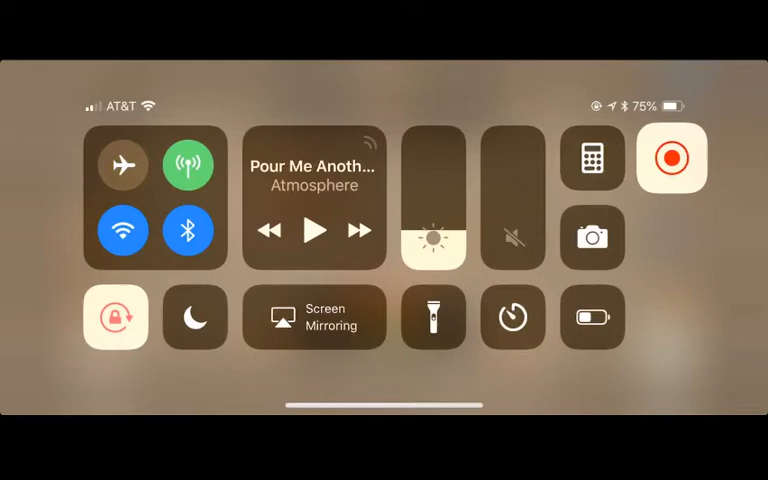 AT&T
75%
Pour Me Anoth...
Atmosphere
Screen
Mirroring